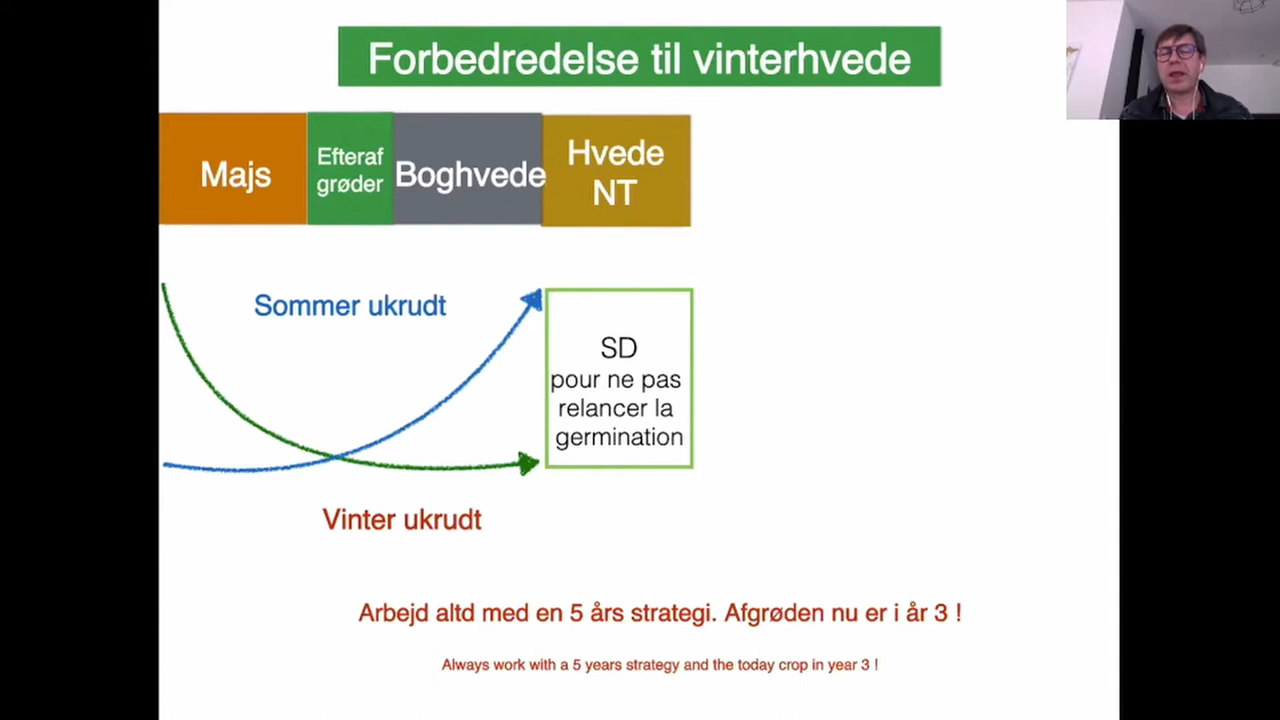 Forbedredelse til vinterhvede
Majs
Efteraf
grøder
Boghvede
Hvede
NT
Sommer ukrudt
SD
pour ne pas
relancer la
germination
Vinter ukrudt
Arbejd altd med en 5 års strategi. Afgrøden nu er i år 3 !
Always work with a 5 years strategy and the today crop in year 3 !